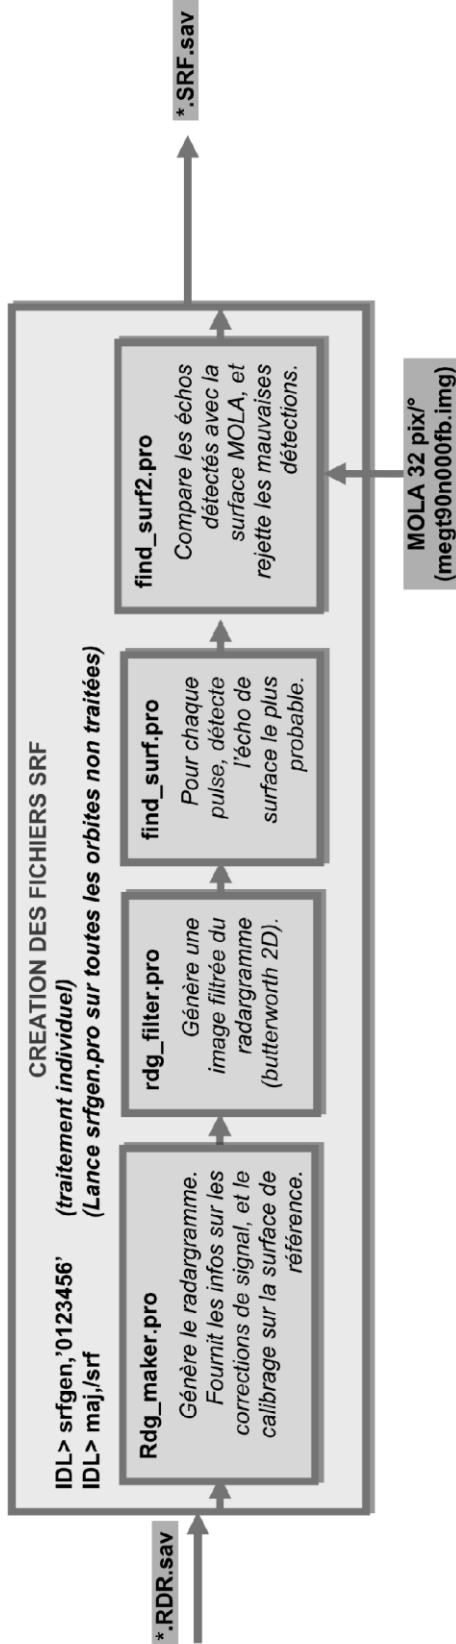 CREATION DES FICHIERS SRF
IDL> srfgen,'0123456' (traitement individuel)
IDL> maj,/srf (Lance srfgen.pro sur toutes les orbites non traitées)
*.RDR.sav
Rdg_maker.pro
Génère le radargramme.
Fournit les infos sur les
corrections de signal, et le
calibrage sur la surface de
référence.
rdg_filter.pro
Génère une
image filtrée du
radargramme
(butterworth 2D).
find_surf.pro
Pour chaque
pulse, détecte
l'écho de
surface le plus
probable.
find_surf2.pro
Compare les échos
détectés avec la
surface MOLA, et
rejette les mauvaises
détections.
*.SRF.sav
MOLA 32 pix/°
(megt90n000fb.img)